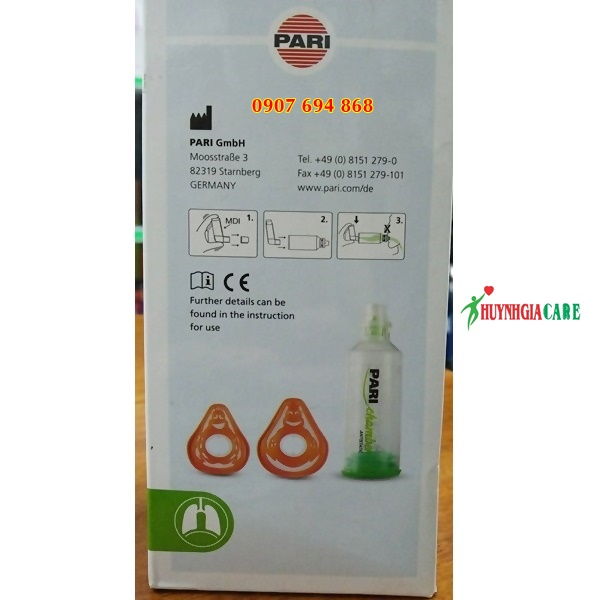 PARI
0907 694 868
PARI GmbH
Moosstraße 3
82319 Starnberg
GERMANY
Tel. +49 (0) 8151 279-0
Fax +49 (0) 8151 279-101
www.pari.com/de
MDI
1.
2.
3.
X
CE
Further details can be
found in the instruction
for use
HUYNHGIACARE
PARI
chamber